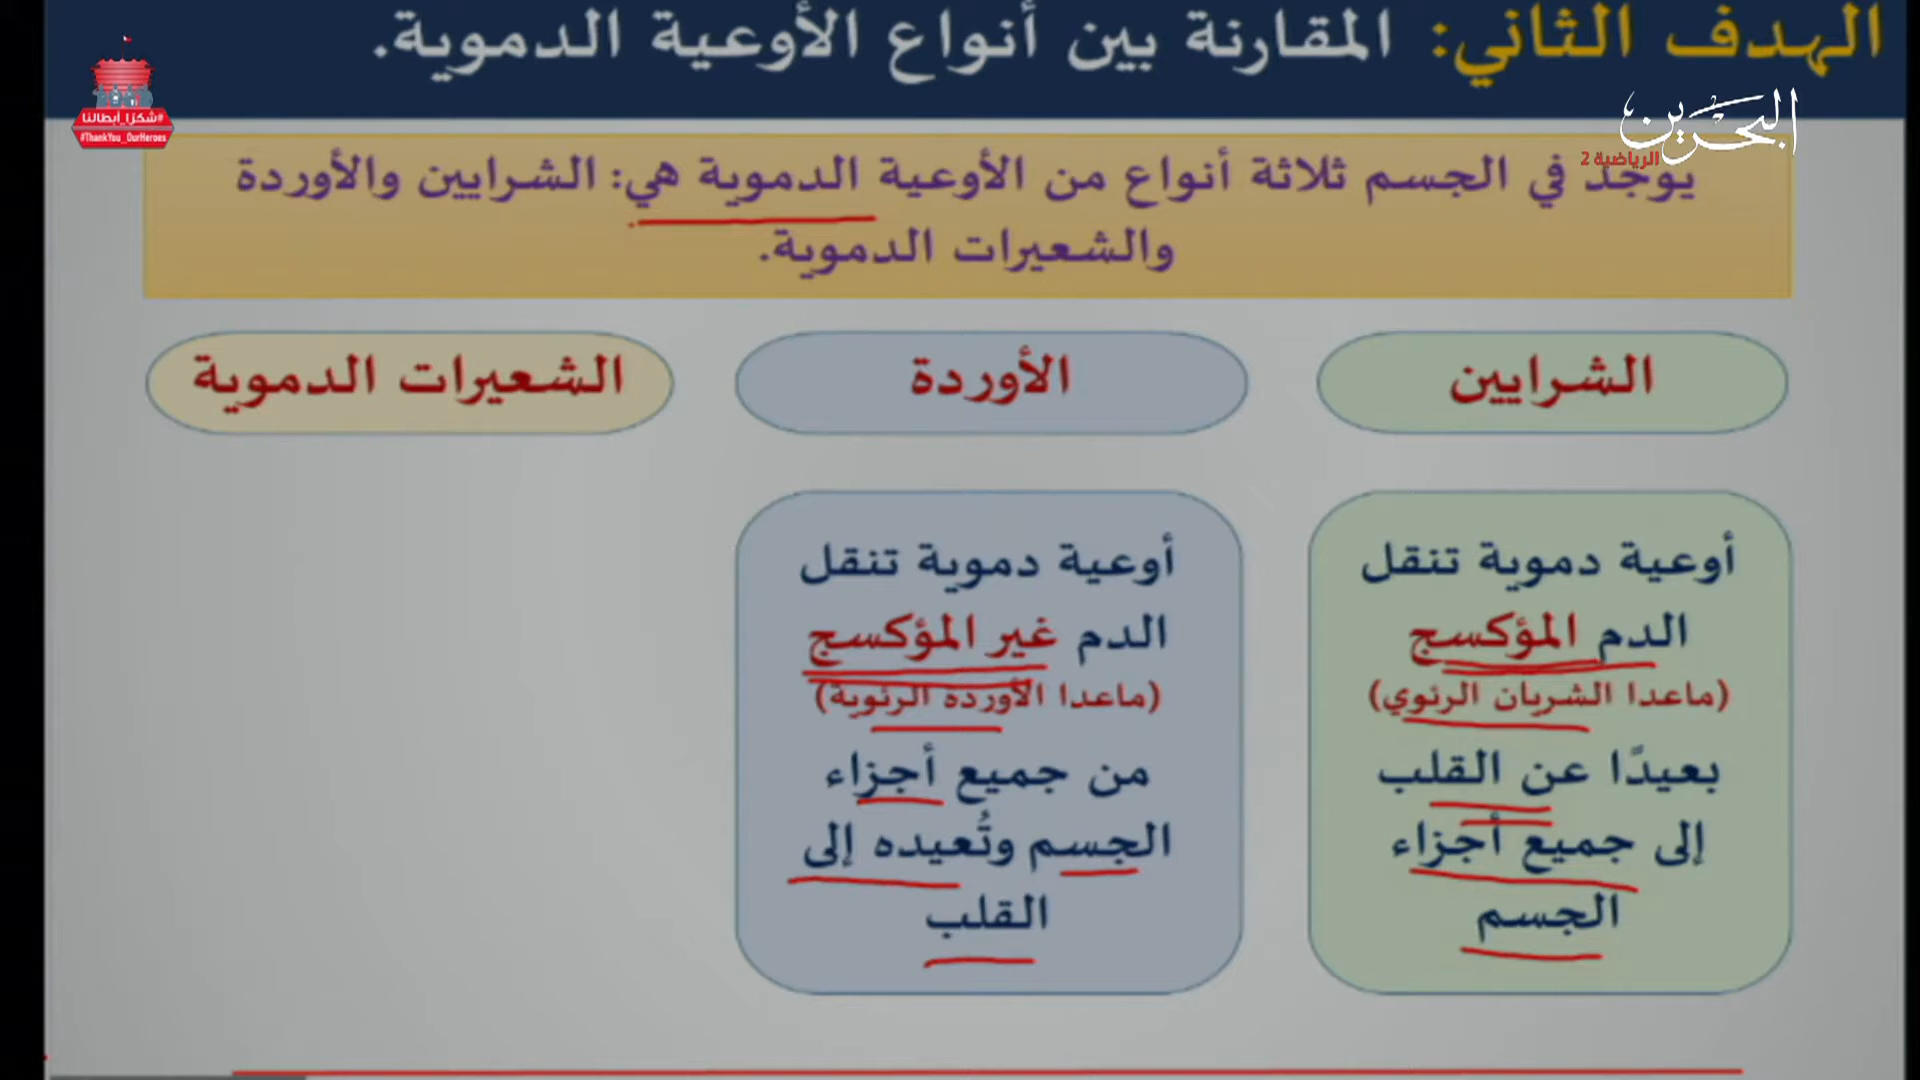 الهدف الثاني: المقارنة بين أنواع الأوعية الدموية.
#شكرا_أبطالنا
#ThankYou_OurHeroes
البحرين
الرياضية 2
يوجد في الجسم ثلاثة أنواع من الأوعية الدموية هي: الشرايين والأوردة
والشعيرات الدموية.
الشرايين
الأوردة
الشعيرات الدموية
أوعية دموية تنقل
الدم المؤكسج
(ماعدا الشريان الرئوي)
بعيدًا عن القلب
إلى جميع أجزاء
الجسم
أوعية دموية تنقل
الدم غير المؤكسج
(ماعدا الأوردة الرئوية)
من جميع أجزاء
الجسم وتُعيده إلى
القلب